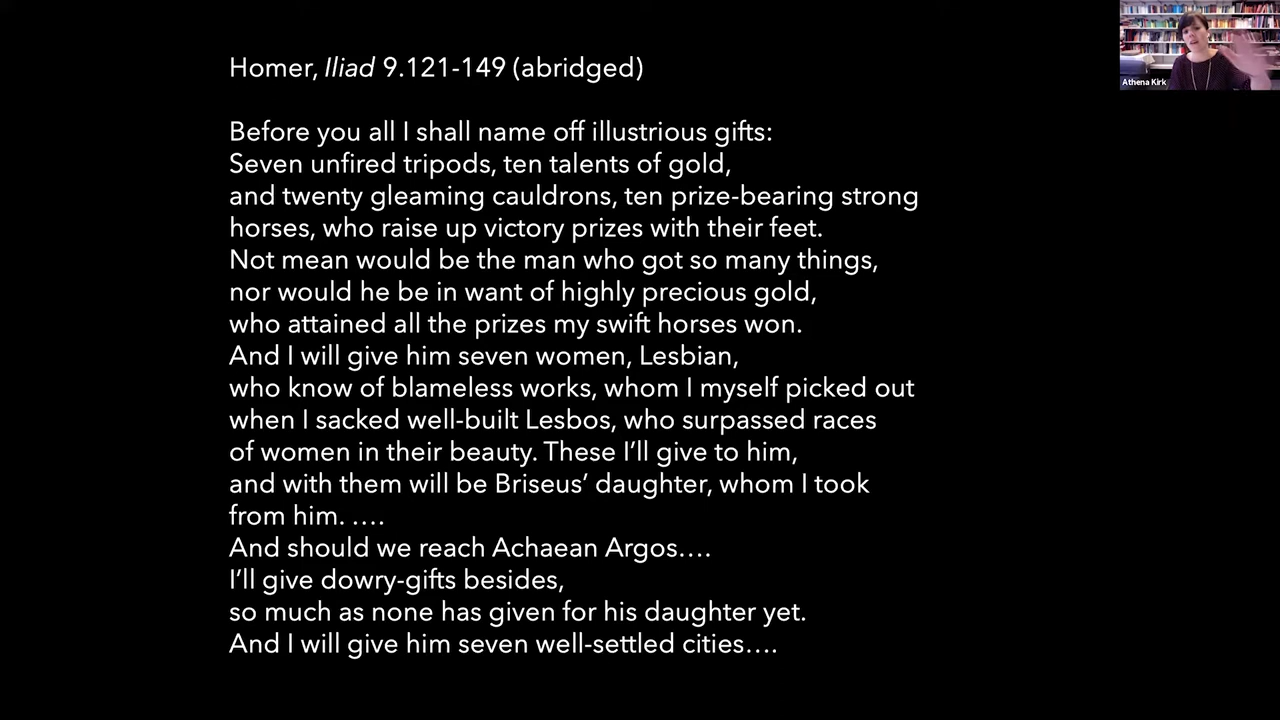 Homer, Iliad 9.121-149 (abridged)
Before you all I shall name off illustrious gifts:
Seven unfired tripods, ten talents of gold,
and twenty gleaming cauldrons, ten prize-bearing strong
horses, who raise up victory prizes with their feet.
Not mean would be the man who got so many things,
nor would he be in want of highly precious gold,
who attained all the prizes my swift horses won.
And I will give him seven women, Lesbian,
who know of blameless works, whom I myself picked out
when I sacked well-built Lesbos, who surpassed races
of women in their beauty. These I’ll give to him,
and with them will be Briseus’ daughter, whom I took
from him. ….
And should we reach Achaean Argos….
I’ll give dowry-gifts besides,
so much as none has given for his daughter yet.
And I will give him seven well-settled cities….
Athena Kirk